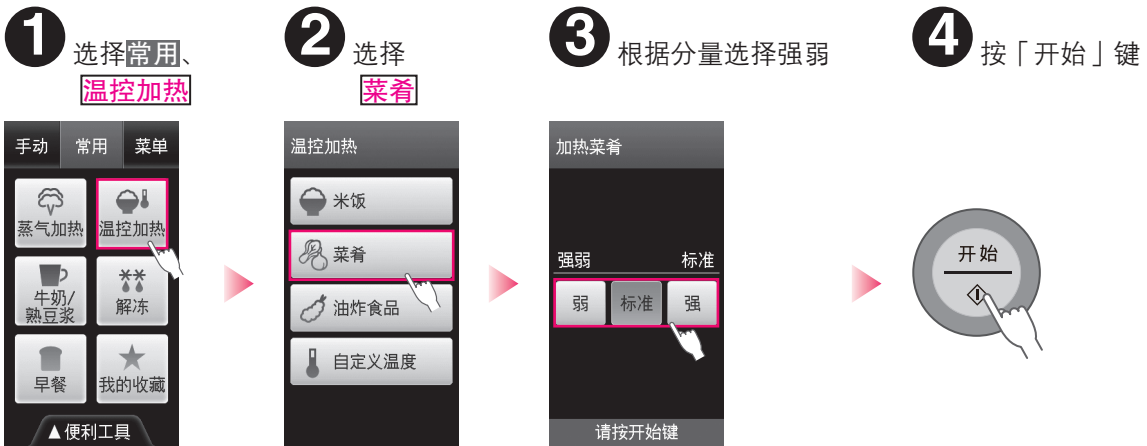 1 选择常用、
温控加热
手动 常用 菜单
蒸气加热 温控加热
牛奶/
熟豆浆
解冻
早餐 我的收藏
▲便利工具
2 选择
菜肴
温控加热
米饭
菜肴
油炸食品
自定义温度
3 根据分量选择强弱
加热菜肴
强弱 标准
弱 标准 强
请按开始键
4 按「开始」键
开始